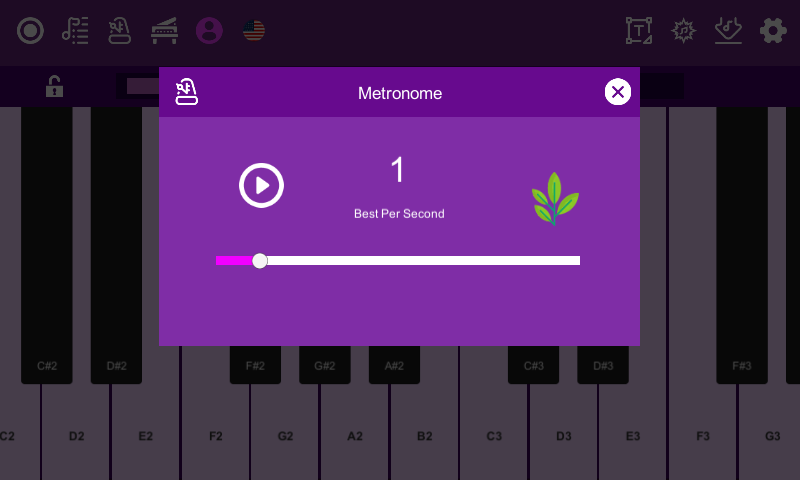 T
Metronome
1
Best Per Second
C#2 D#2 F#2 G#2 A#2 C#3 D#3 F#3
C2 D2 E2 F2 G2 A2 B2 C3 D3 E3 F3 G3